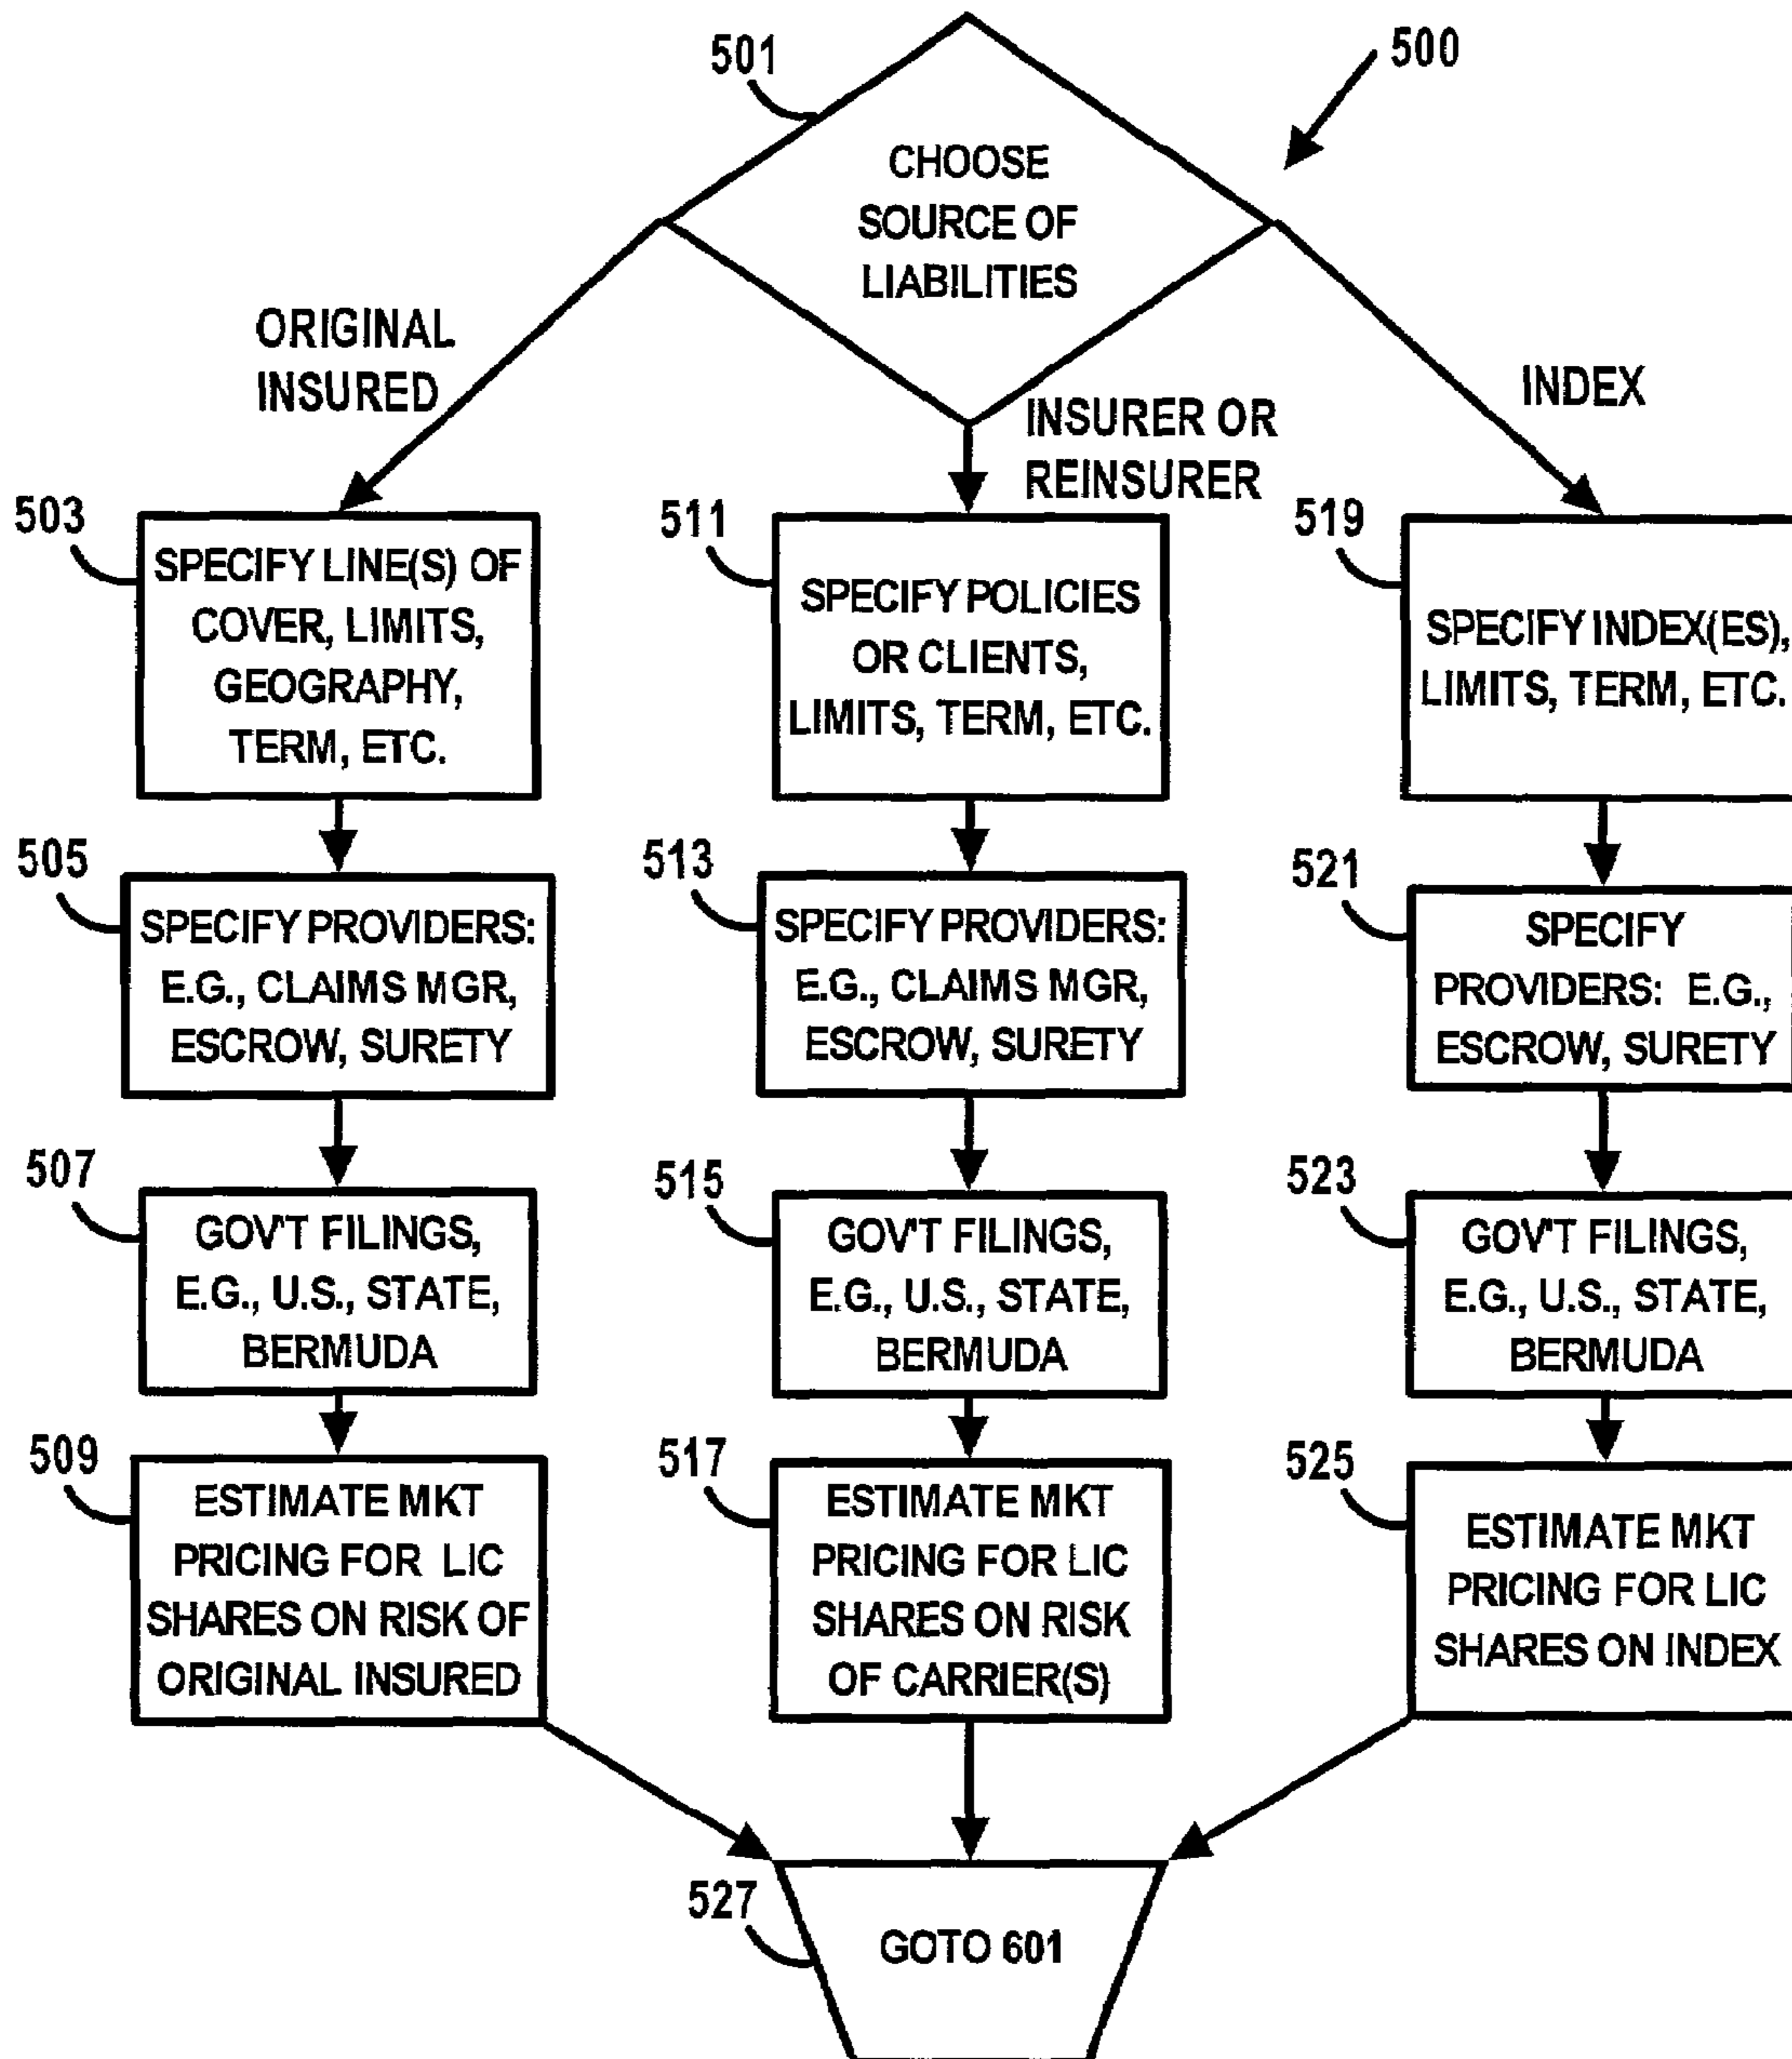 501
500
CHOOSE
SOURCE OF
LIABILITIES
ORIGINAL
INSURED
INSURER OR
REINSURER
INDEX
503
SPECIFY LINE(S) OF
COVER, LIMITS,
GEOGRAPHY,
TERM, ETC.
511
SPECIFY POLICIES
OR CLIENTS,
LIMITS, TERM, ETC.
519
SPECIFY INDEX(ES),
LIMITS, TERM, ETC.
505
SPECIFY PROVIDERS:
E.G., CLAIMS MGR,
ESCROW, SURETY
513
SPECIFY PROVIDERS:
E.G., CLAIMS MGR,
ESCROW, SURETY
521
SPECIFY
PROVIDERS: E.G.,
ESCROW, SURETY
507
GOV'T FILINGS,
E.G., U.S., STATE,
BERMUDA
515
GOV'T FILINGS,
E.G., U.S., STATE,
BERMUDA
523
GOV'T FILINGS,
E.G., U.S., STATE,
BERMUDA
509
ESTIMATE MKT
PRICING FOR LIC
SHARES ON RISK OF
ORIGINAL INSURED
517
ESTIMATE MKT
PRICING FOR LIC
SHARES ON RISK
OF CARRIER(S)
525
ESTIMATE MKT
PRICING FOR LIC
SHARES ON INDEX
527
GOTO 601